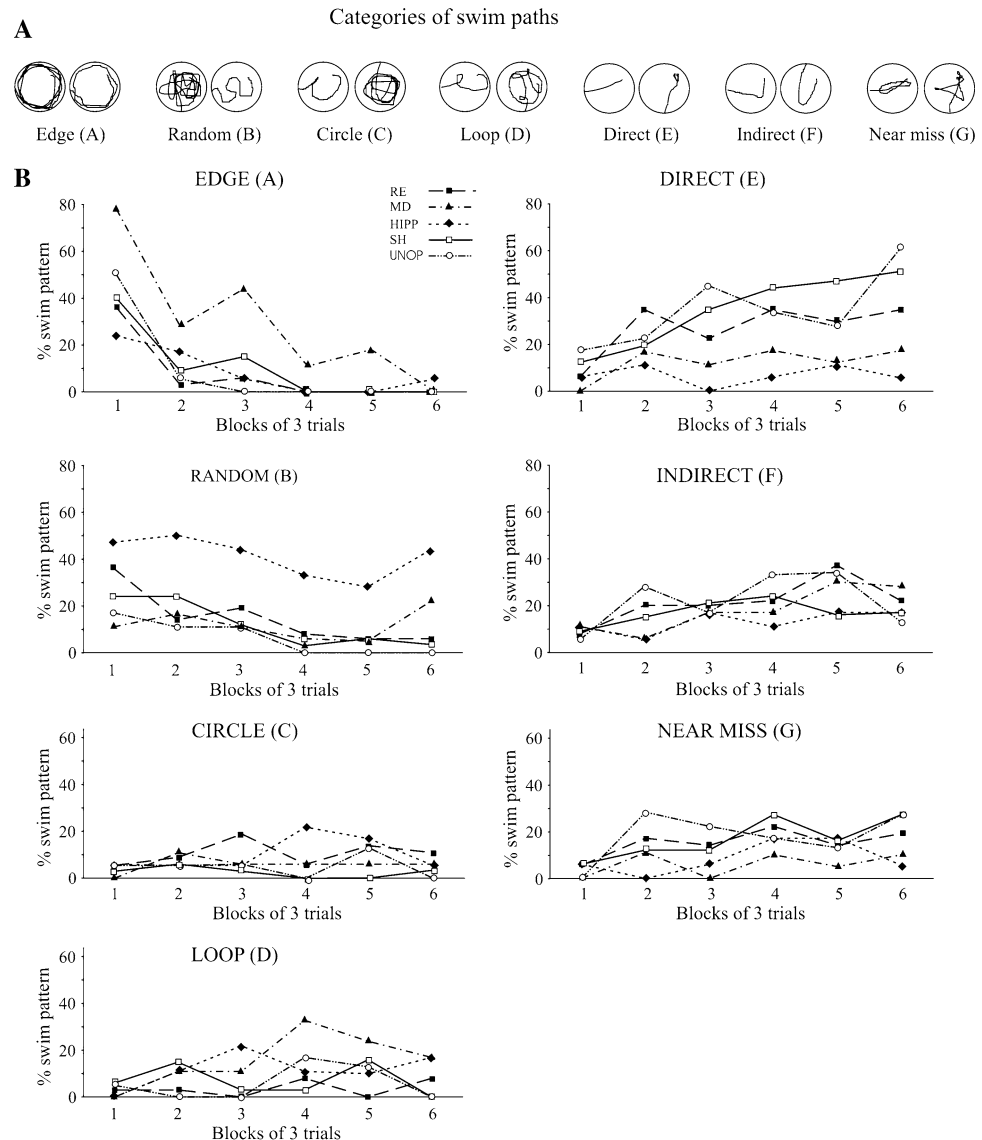 Categories of swim paths
A
Edge (A) Random (B) Circle (C) Loop (D) Direct (E) Indirect (F) Near miss (G)
B
EDGE (A)
RE
MD
HIPP
SH
UNOP
80
60
40
20
0
% swim pattern
1 2 3 4 5 6
Blocks of 3 trials
DIRECT (E)
80
60
40
20
0
% swim pattern
1 2 3 4 5 6
Blocks of 3 trials
RANDOM (B)
80
60
40
20
0
% swim pattern
1 2 3 4 5 6
Blocks of 3 trials
INDIRECT (F)
80
60
40
20
0
% swim pattern
1 2 3 4 5 6
Blocks of 3 trials
CIRCLE (C)
60
40
20
0
% swim pattern
1 2 3 4 5 6
Blocks of 3 trials
NEAR MISS (G)
60
40
20
0
% swim pattern
1 2 3 4 5 6
Blocks of 3 trials
LOOP (D)
60
40
20
0
% swim pattern
1 2 3 4 5 6
Blocks of 3 trials